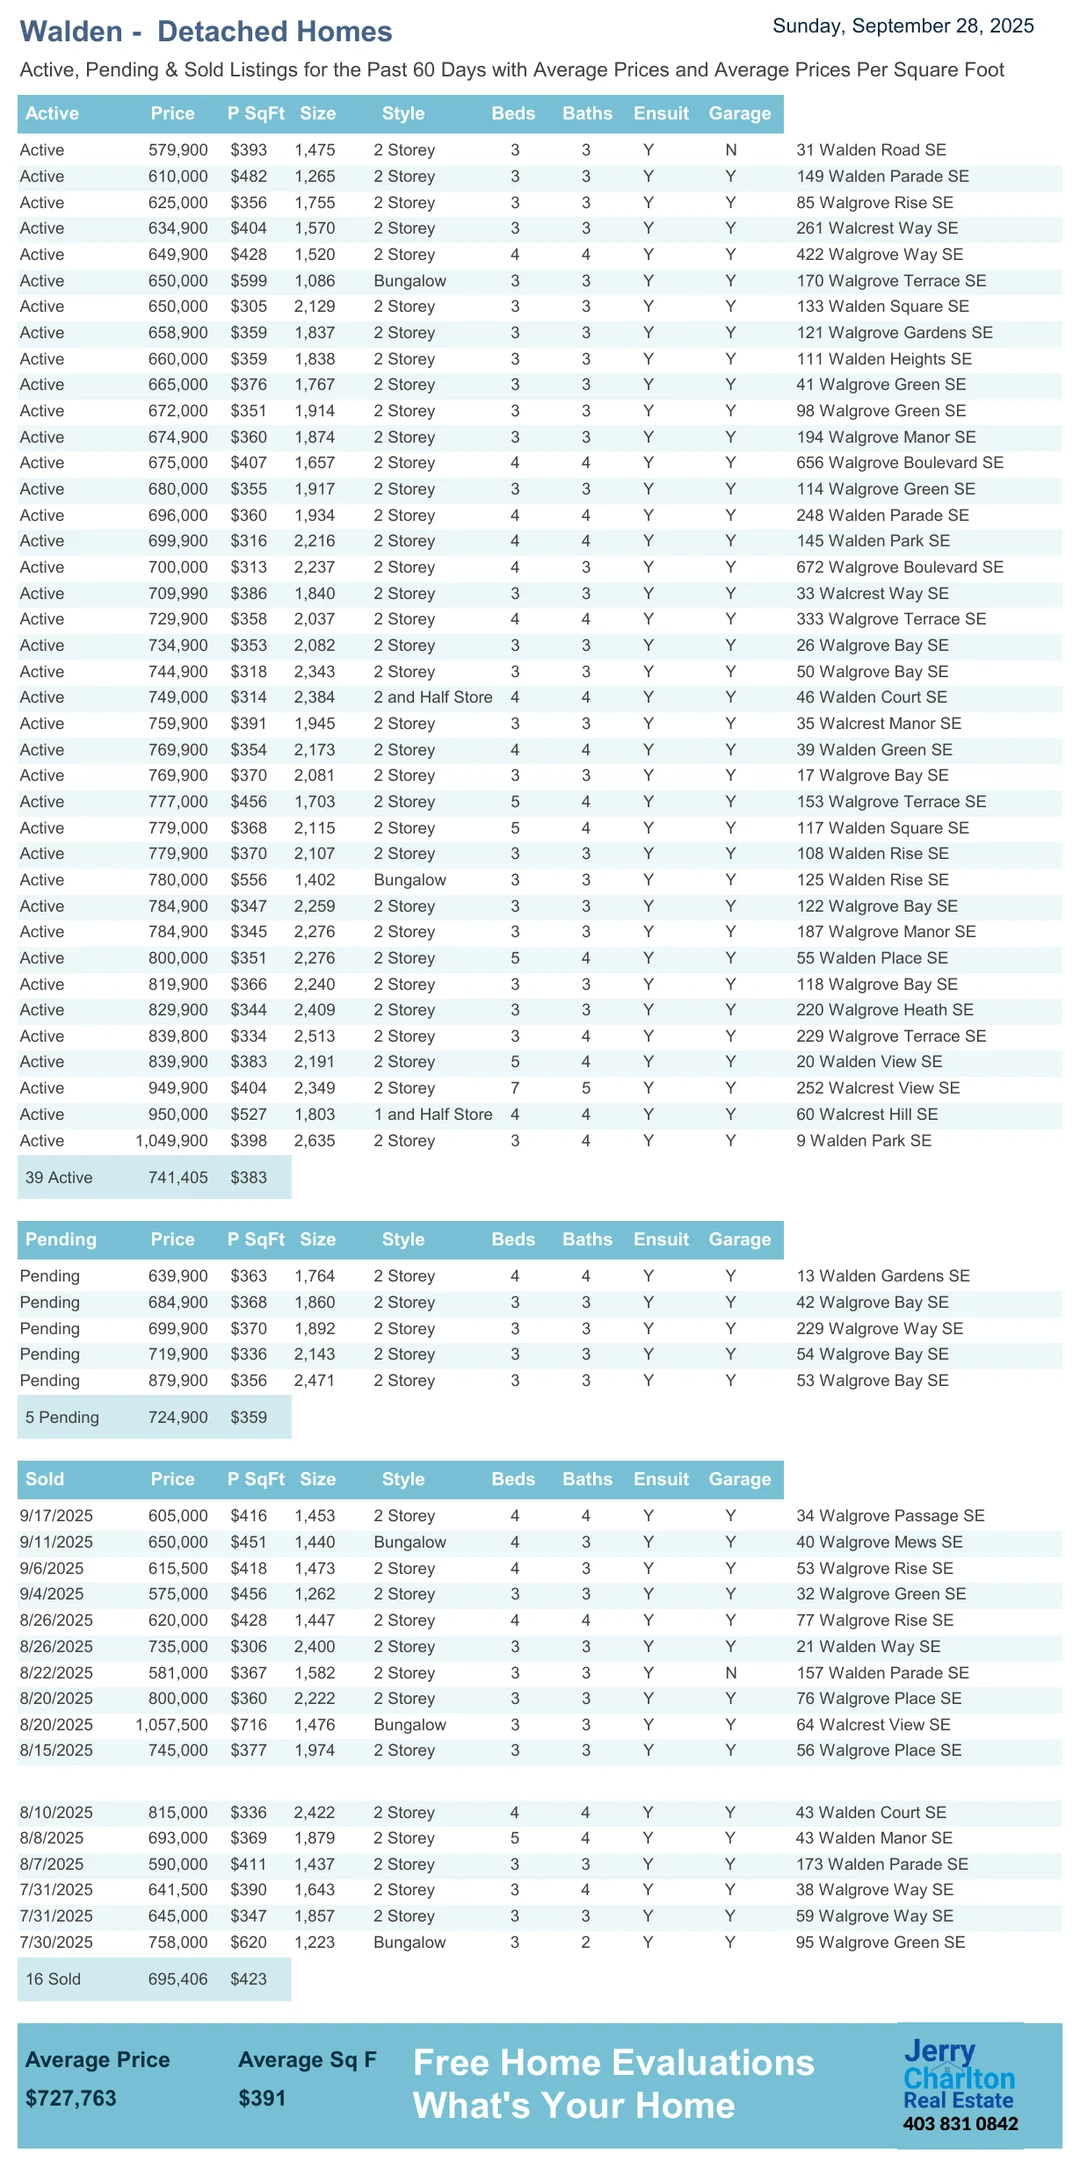 Walden -  Detached Homes
Sunday, September 28, 2025
Active, Pending & Sold Listings for the Past 60 Days with Average Prices and Average Prices Per Square Foot
Active Price P SqFt Size Style Beds Baths Ensuit Garage
Active 579,900 $393 1,475 2 Storey 3 3 Y N 31 Walden Road SE
Active 610,000 $482 1,265 2 Storey 3 3 Y Y 149 Walden Parade SE
Active 625,000 $356 1,755 2 Storey 3 3 Y Y 85 Walgrove Rise SE
Active 634,900 $404 1,570 2 Storey 3 3 Y Y 261 Walcrest Way SE
Active 649,900 $428 1,520 2 Storey 4 4 Y Y 422 Walgrove Way SE
Active 650,000 $599 1,086 Bungalow 3 3 Y Y 170 Walgrove Terrace SE
Active 650,000 $305 2,129 2 Storey 3 3 Y Y 133 Walden Square SE
Active 658,900 $359 1,837 2 Storey 3 3 Y Y 121 Walgrove Gardens SE
Active 660,000 $359 1,838 2 Storey 3 3 Y Y 111 Walden Heights SE
Active 665,000 $376 1,767 2 Storey 3 3 Y Y 41 Walgrove Green SE
Active 672,000 $351 1,914 2 Storey 3 3 Y Y 98 Walgrove Green SE
Active 674,900 $360 1,874 2 Storey 3 3 Y Y 194 Walgrove Manor SE
Active 675,000 $407 1,657 2 Storey 4 4 Y Y 656 Walgrove Boulevard SE
Active 680,000 $355 1,917 2 Storey 3 3 Y Y 114 Walgrove Green SE
Active 696,000 $360 1,934 2 Storey 4 4 Y Y 248 Walden Parade SE
Active 699,900 $316 2,216 2 Storey 4 4 Y Y 145 Walden Park SE
Active 700,000 $313 2,237 2 Storey 4 3 Y Y 672 Walgrove Boulevard SE
Active 709,990 $386 1,840 2 Storey 3 3 Y Y 33 Walcrest Way SE
Active 729,900 $358 2,037 2 Storey 4 4 Y Y 333 Walgrove Terrace SE
Active 734,900 $353 2,082 2 Storey 3 3 Y Y 26 Walgrove Bay SE
Active 744,900 $318 2,343 2 Storey 3 3 Y Y 50 Walgrove Bay SE
Active 749,000 $314 2,384 2 and Half Store 4 4 Y Y 46 Walden Court SE
Active 759,900 $391 1,945 2 Storey 3 3 Y Y 35 Walcrest Manor SE
Active 769,900 $354 2,173 2 Storey 4 4 Y Y 39 Walden Green SE
Active 769,900 $370 2,081 2 Storey 3 3 Y Y 17 Walgrove Bay SE
Active 777,000 $456 1,703 2 Storey 5 4 Y Y 153 Walgrove Terrace SE
Active 779,000 $368 2,115 2 Storey 5 4 Y Y 117 Walden Square SE
Active 779,900 $370 2,107 2 Storey 3 3 Y Y 108 Walden Rise SE
Active 780,000 $556 1,402 Bungalow 3 3 Y Y 125 Walden Rise SE
Active 784,900 $347 2,259 2 Storey 3 3 Y Y 122 Walgrove Bay SE
Active 784,900 $345 2,276 2 Storey 3 3 Y Y 187 Walgrove Manor SE
Active 800,000 $351 2,276 2 Storey 5 4 Y Y 55 Walden Place SE
Active 819,900 $366 2,240 2 Storey 3 3 Y Y 118 Walgrove Bay SE
Active 829,900 $344 2,409 2 Storey 3 3 Y Y 220 Walgrove Heath SE
Active 839,800 $334 2,513 2 Storey 3 4 Y Y 229 Walgrove Terrace SE
Active 839,900 $383 2,191 2 Storey 5 4 Y Y 20 Walden View SE
Active 949,900 $404 2,349 2 Storey 7 5 Y Y 252 Walcrest View SE
Active 950,000 $527 1,803 1 and Half Store 4 4 Y Y 60 Walcrest Hill SE
Active 1,049,900 $398 2,635 2 Storey 3 4 Y Y 9 Walden Park SE
39 Active 741,405 $383
Pending Price P SqFt Size Style Beds Baths Ensuit Garage
Pending 639,900 $363 1,764 2 Storey 4 4 Y Y 13 Walden Gardens SE
Pending 684,900 $368 1,860 2 Storey 3 3 Y Y 42 Walgrove Bay SE
Pending 699,900 $370 1,892 2 Storey 3 3 Y Y 229 Walgrove Way SE
Pending 719,900 $336 2,143 2 Storey 3 3 Y Y 54 Walgrove Bay SE
Pending 879,900 $356 2,471 2 Storey 3 3 Y Y 53 Walgrove Bay SE
5 Pending 724,900 $359
Sold Price P SqFt Size Style Beds Baths Ensuit Garage
9/17/2025 605,000 $416 1,453 2 Storey 4 4 Y Y 34 Walgrove Passage SE
9/11/2025 650,000 $451 1,440 Bungalow 4 3 Y Y 40 Walgrove Mews SE
9/6/2025 615,500 $418 1,473 2 Storey 4 3 Y Y 53 Walgrove Rise SE
9/4/2025 575,000 $456 1,262 2 Storey 3 3 Y Y 32 Walgrove Green SE
8/26/2025 620,000 $428 1,447 2 Storey 4 4 Y Y 77 Walgrove Rise SE
8/26/2025 735,000 $306 2,400 2 Storey 3 3 Y Y 21 Walden Way SE
8/22/2025 581,000 $367 1,582 2 Storey 3 3 Y N 157 Walden Parade SE
8/20/2025 800,000 $360 2,222 2 Storey 3 3 Y Y 76 Walgrove Place SE
8/20/2025 1,057,500 $716 1,476 Bungalow 3 3 Y Y 64 Walcrest View SE
8/15/2025 745,000 $377 1,974 2 Storey 3 3 Y Y 56 Walgrove Place SE
8/10/2025 815,000 $336 2,422 2 Storey 4 4 Y Y 43 Walden Court SE
8/8/2025 693,000 $369 1,879 2 Storey 5 4 Y Y 43 Walden Manor SE
8/7/2025 590,000 $411 1,437 2 Storey 3 3 Y Y 173 Walden Parade SE
7/31/2025 641,500 $390 1,643 2 Storey 3 4 Y Y 38 Walgrove Way SE
7/31/2025 645,000 $347 1,857 2 Storey 3 3 Y Y 59 Walgrove Way SE
7/30/2025 758,000 $620 1,223 Bungalow 3 2 Y Y 95 Walgrove Green SE
16 Sold 695,406 $423
Average Price Average Sq F
$727,763 $391
Free Home Evaluations
What's Your Home
Jerry
Charlton
Real Estate
403 831 0842